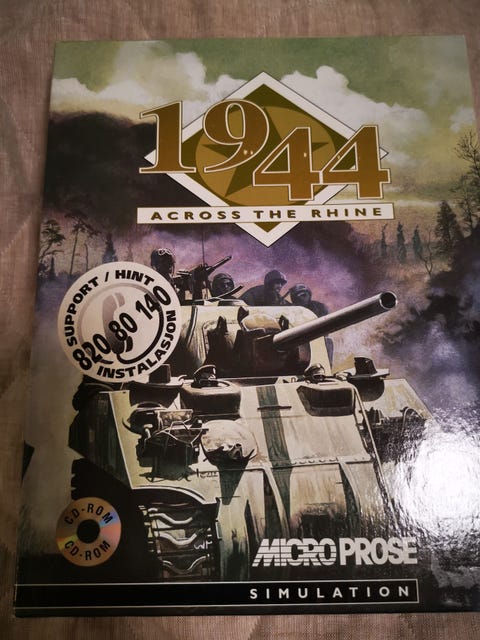 1944
ACROSS THE RHINE
SUPPORT / HINT
820 80 140
INSTALASJON
CD-ROM
CD-ROM
MICROPROSE
SIMULATION